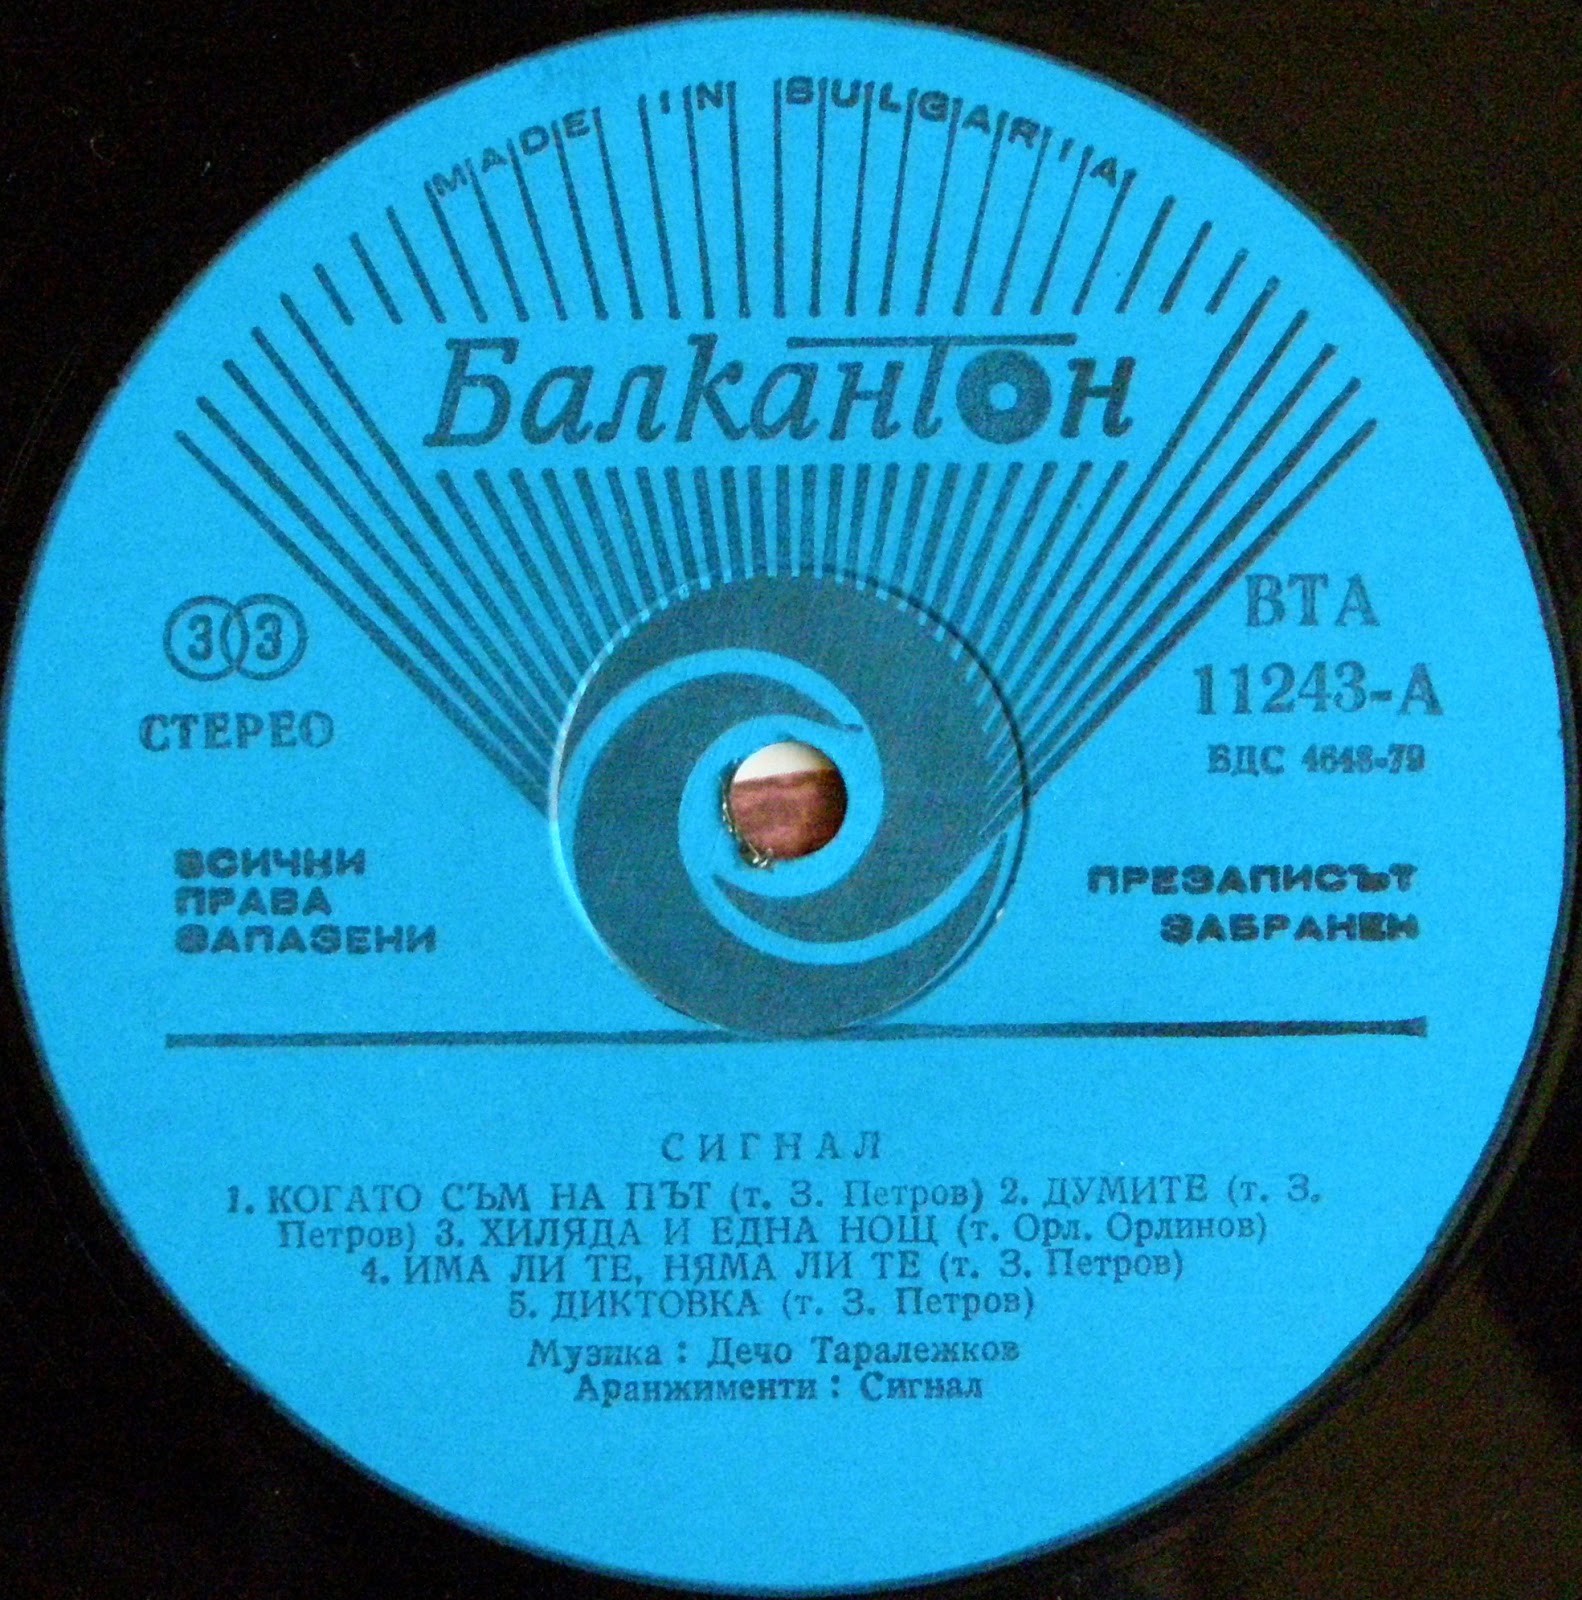 MADE IN BULGARIA
Балкантон
33
СТЕРЕО
ВТА
11243-А
БДС 4648-79
ВСИЧКИ
ПРАВА
ЗАПАЗЕНИ
ПРЕЗАПИСЪТ
ЗАБРАНЕН
СИГНАЛ
1. КОГАТО СЪМ НА ПЪТ (т. З. Петров) 2. ДУМИТЕ (т. З.
Петров) 3. ХИЛЯДА И ЕДНА НОЩ (т. Орл. Орлинов)
4. ИМА ЛИ ТЕ, НЯМА ЛИ ТЕ (т. З. Петров)
5. ДИКТОВКА (т. З. Петров)
Музика : Дечо Таралежков
Аранжименти : Сигнал